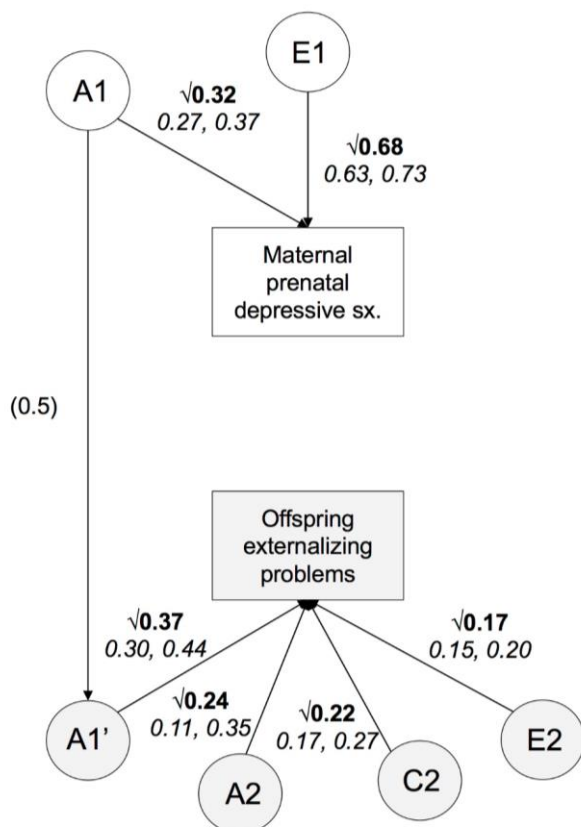 E1
A1
√0.32
0.27, 0.37
√0.68
0.63, 0.73
Maternal
prenatal
depressive sx.
(0.5)
Offspring
externalizing
problems
√0.37
0.30, 0.44
√0.17
0.15, 0.20
√0.24
0.11, 0.35
√0.22
0.17, 0.27
A1’
A2
C2
E2